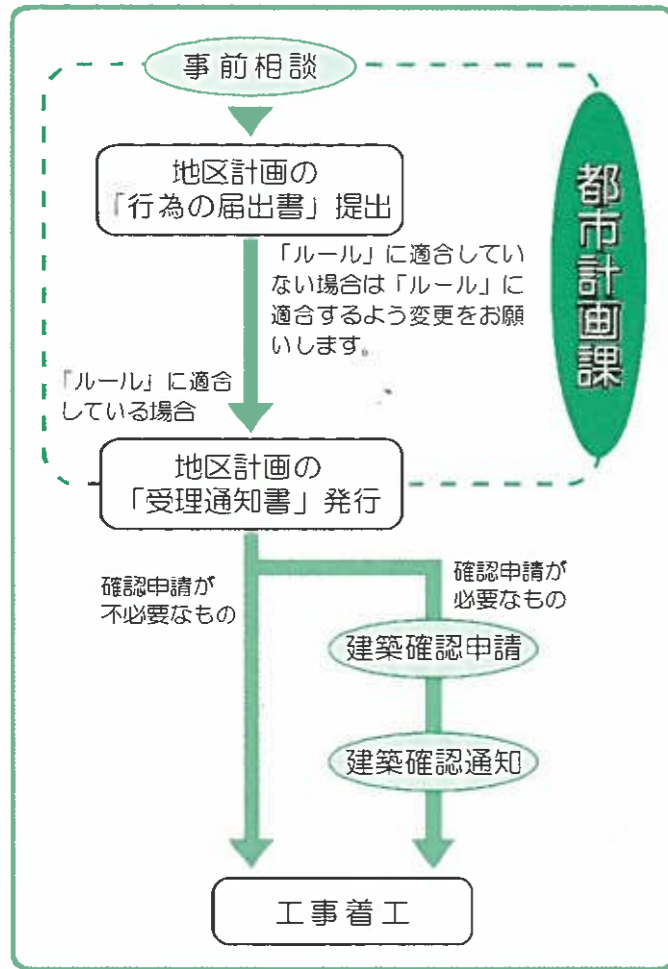 事前相談
地区計画の
「行為の届出書」提出
「ルール」に適合してい
ない場合は「ルール」に
適合するよう変更をお願
いします。
都市計画課
「ルール」に適合
している場合
地区計画の
「受理通知書」発行
確認申請が
不必要なもの
確認申請が
必要なもの
建築確認申請
建築確認通知
工事着工